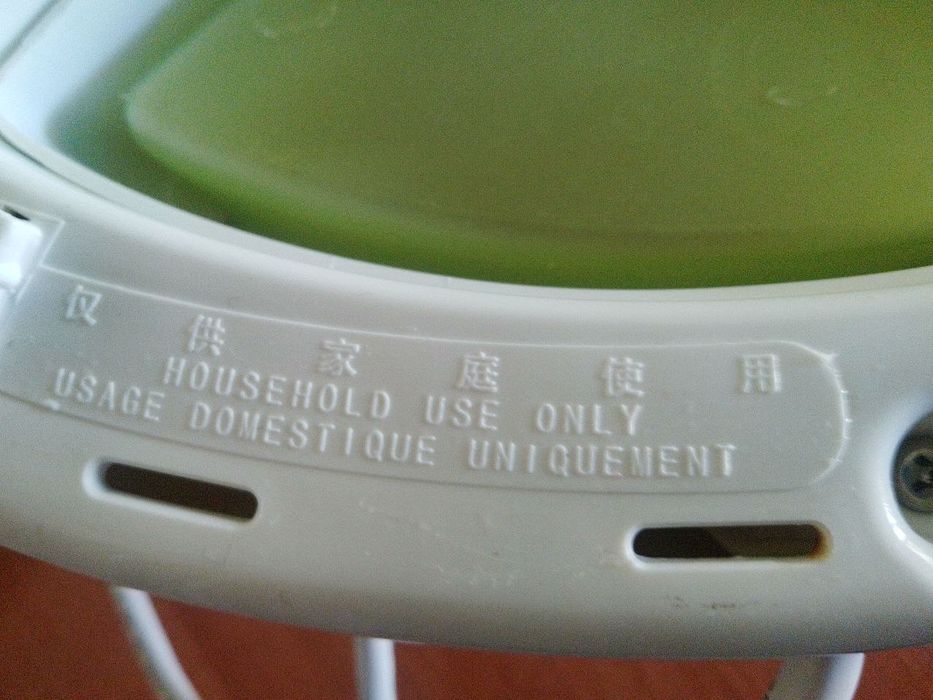 仅供家庭使用
HOUSEHOLD USE ONLY
USAGE DOMESTIQUE UNIQUEMENT